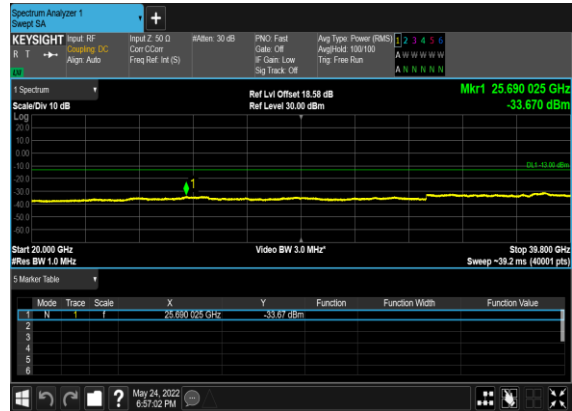 Spectrum Analyzer 1
Swept SA
+
KEYSIGHT Input: RF Input Z: 50 Ω #Atten: 30 dB PNO: Fast Avg Type: Power (RMS) 1 2 3 4 5 6
R T Coupling: DC Corr CCorr Gate: Off Avg|Hold: 100/100 A W W W W W
Align: Auto Freq Ref: Int (S) IF Gain: Low Trig: Free Run
Sig Track: Off A N N N N N
1 Spectrum Ref Lvl Offset 18.58 dB Mkr1 25.690 025 GHz
Scale/Div 10 dB Ref Level 30.00 dBm -33.670 dBm
Log
20.0
10.0
0.00
-10.0
DL1 -13.00 dBm
-20.0
1
-30.0
-40.0
-50.0
-60.0
Start 20.000 GHz Video BW 3.0 MHz* Stop 39.800 GHz
#Res BW 1.0 MHz Sweep ~39.2 ms (40001 pts)
5 Marker Table
Mode Trace Scale X Y Function Function Width Function Value
1 N 1 f 25.690 025 GHz -33.67 dBm
2
3
4
5
6
? May 24, 2022
6:57:02 PM